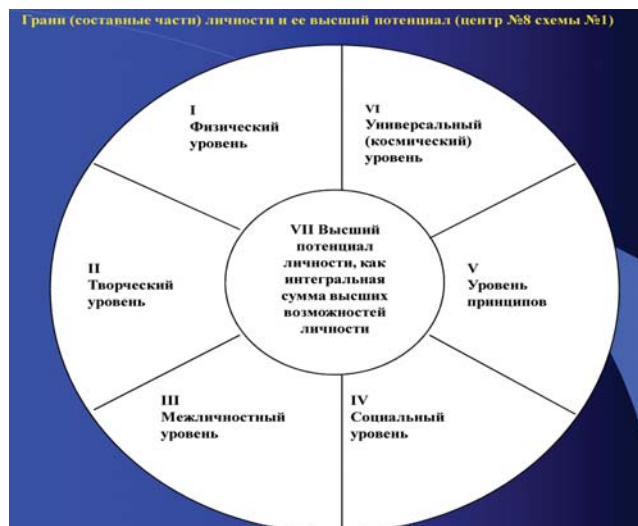 Грани (составные части) личности и ее высший потенциал (центр №8 схемы №1)
I
Физический
уровень
VI
Универсальный
(космический)
уровень
VII Высший
потенциал
личности, как
интегральная
сумма высших
возможностей
личности
II
Творческий
уровень
V
Уровень
принципов
III
Межличностный
уровень
IV
Социальный
уровень